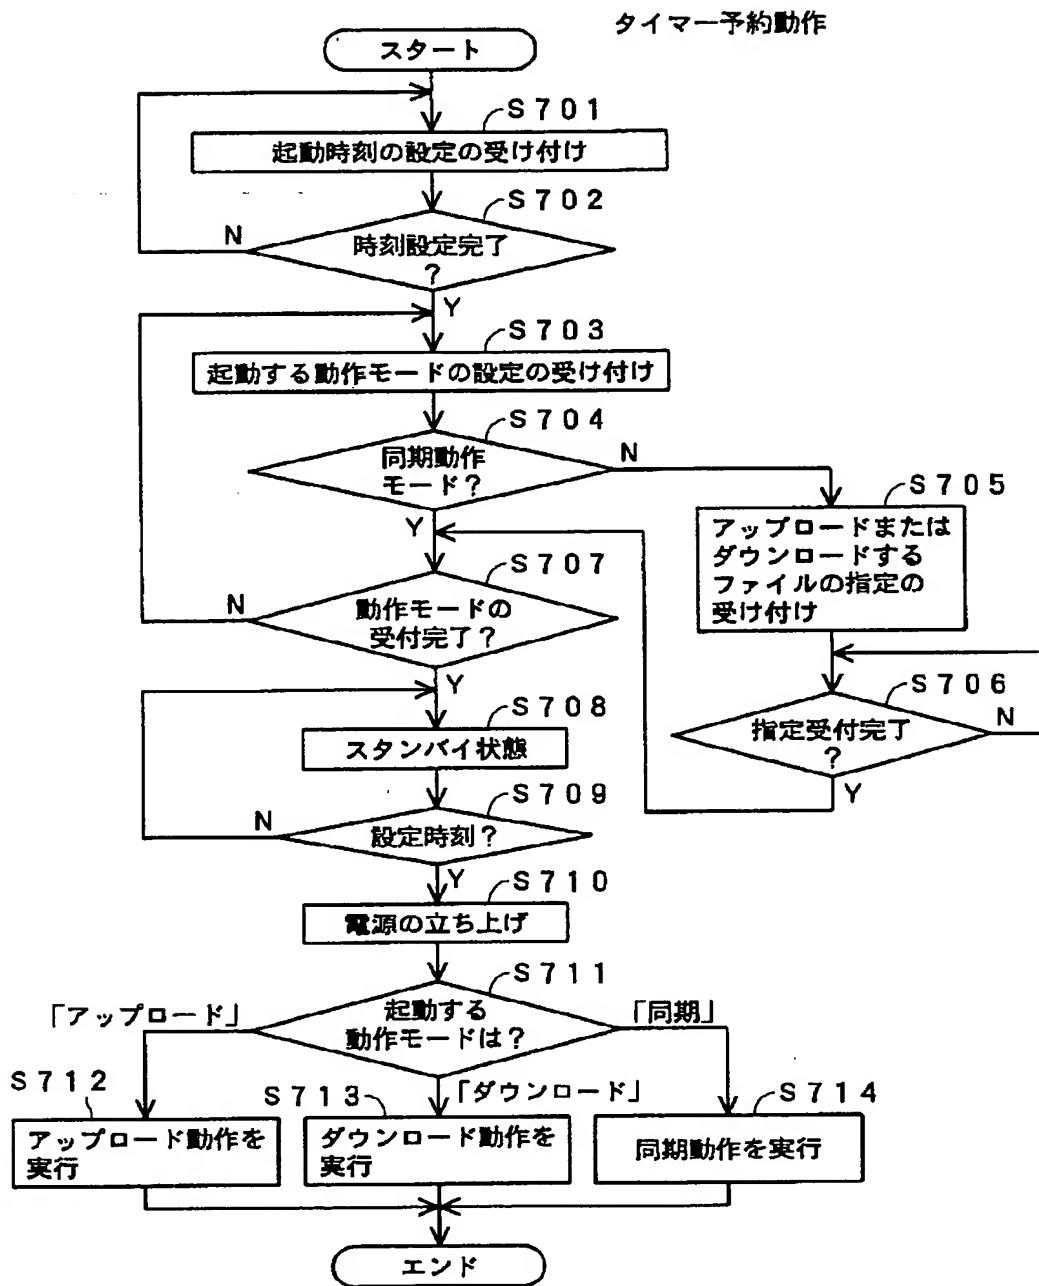 タイマー予約動作
スタート
S701
起動時刻の設定の受け付け
S702
時刻設定完了
?
N
Y
S703
起動する動作モードの設定の受け付け
S704
同期動作
モード?
N
Y
S705
アップロードまたは
ダウンロードする
ファイルの指定の
受け付け
S706
指定受付完了
?
N
Y
S707
動作モードの
受付完了?
N
Y
S708
スタンバイ状態
S709
設定時刻?
N
Y
S710
電源の立ち上げ
S711
起動する
動作モードは?
「アップロード」
「同期」
「ダウンロード」
S712
アップロード動作を
実行
S713
ダウンロード動作を
実行
S714
同期動作を実行
エンド